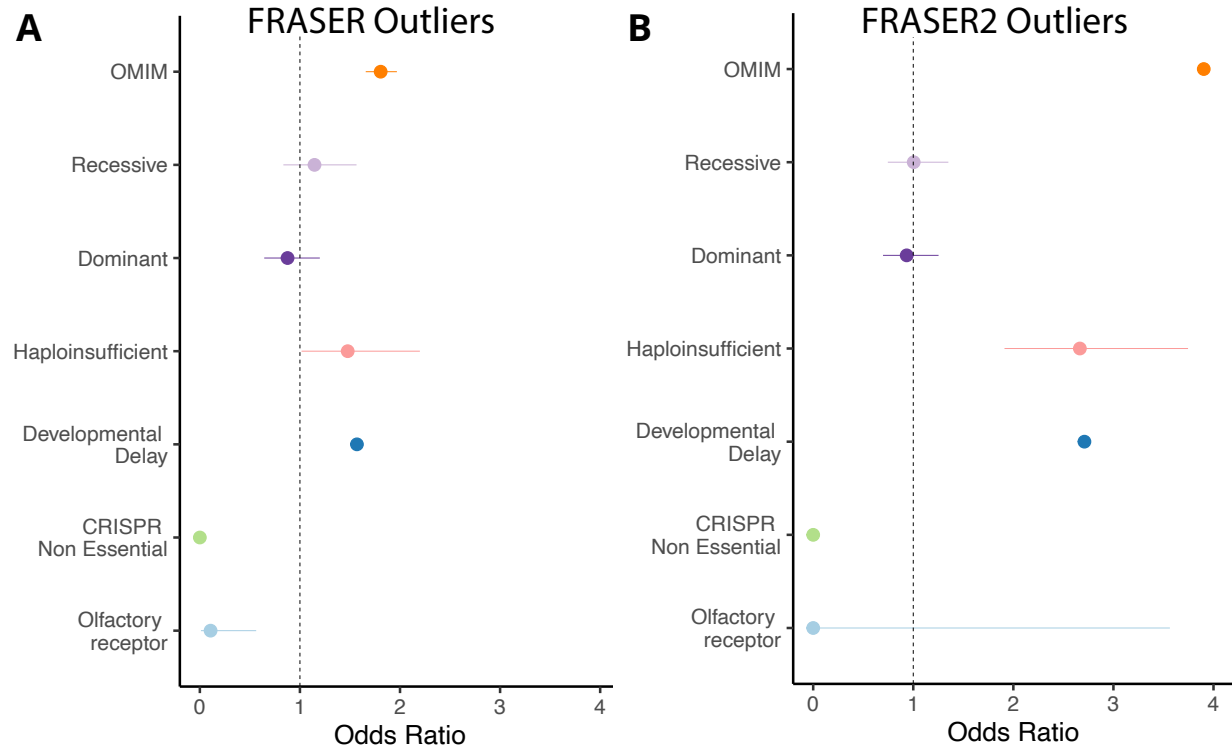 A
FRASER Outliers
OMIM
Recessive
Dominant
Haploinsufficient
Developmental
Delay
CRISPR
Non Essential
Olfactory
receptor
0 1 2 3 4
Odds Ratio
B
FRASER2 Outliers
OMIM
Recessive
Dominant
Haploinsufficient
Developmental
Delay
CRISPR
Non Essential
Olfactory
receptor
0 1 2 3 4
Odds Ratio